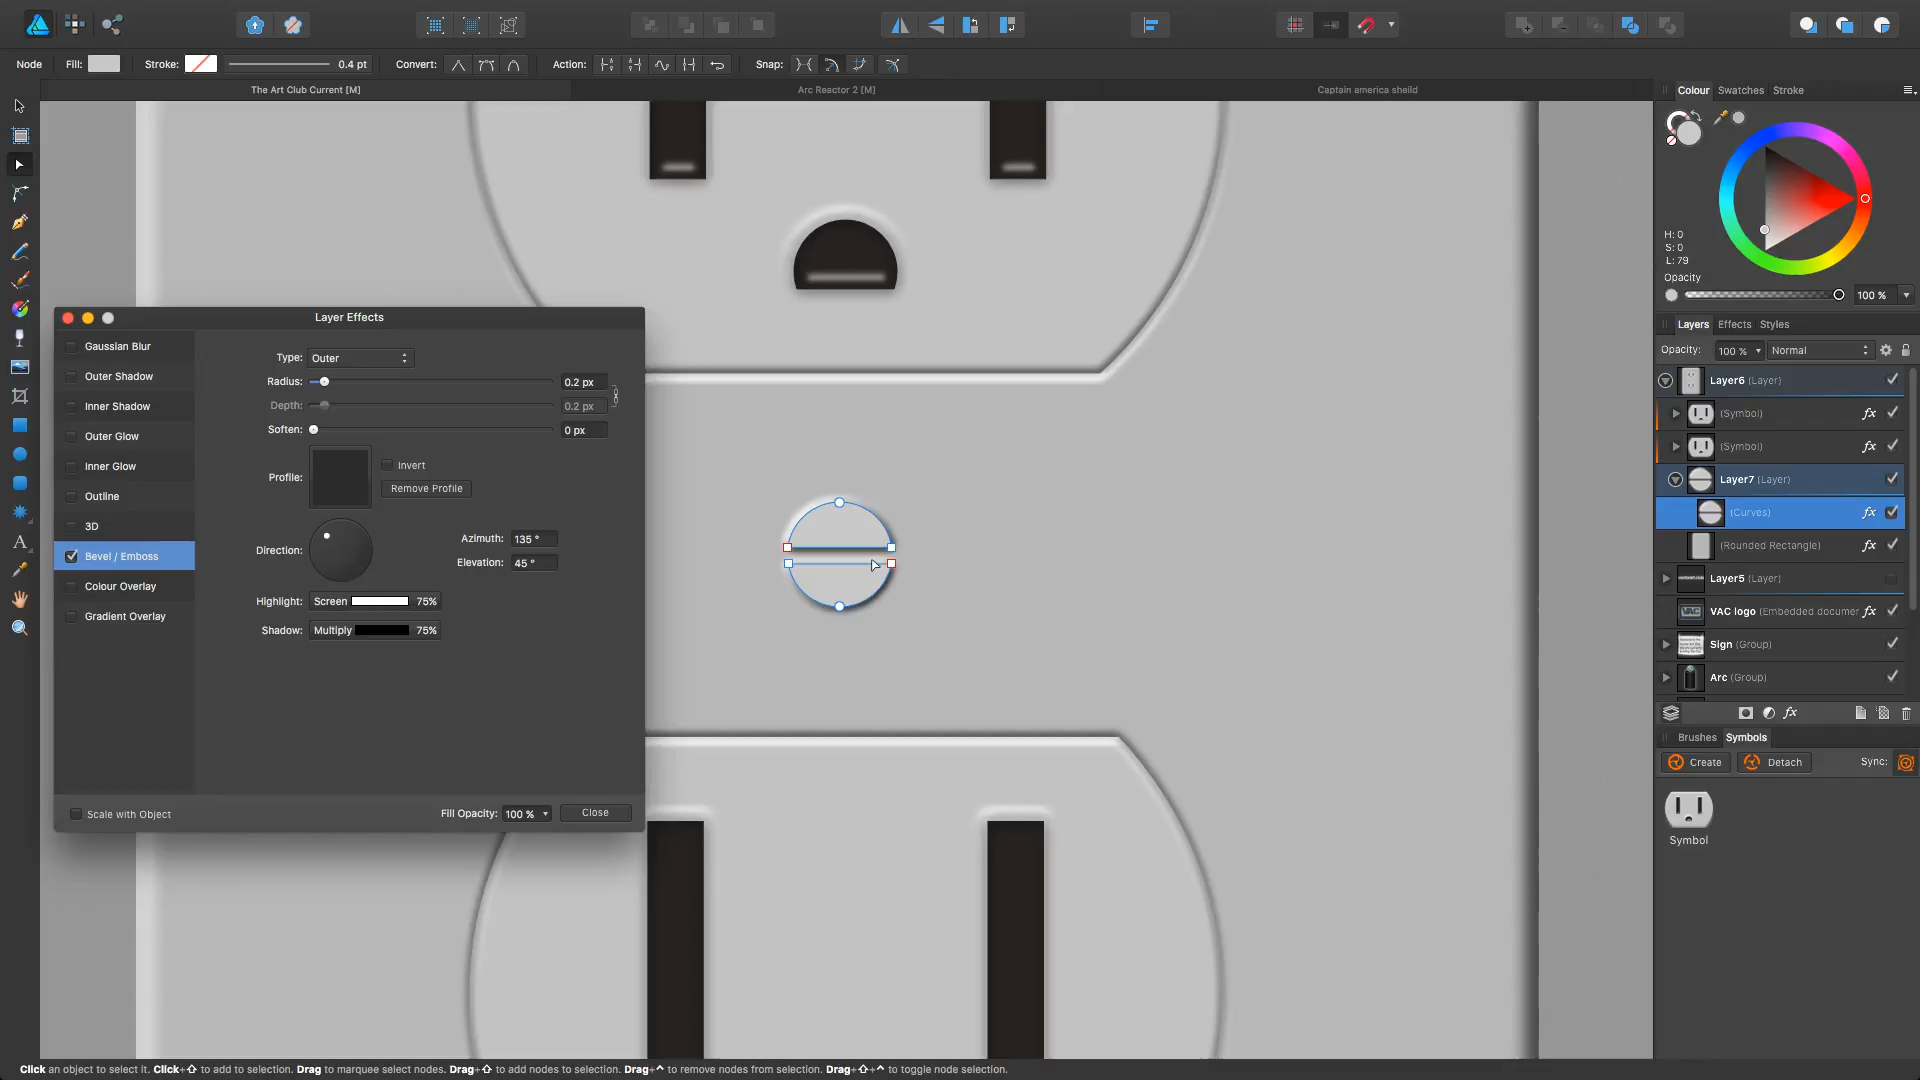 Node Fill: Stroke: 0.4 pt Convert: Action: Snap:
The Art Club Current [M] Arc Reactor 2 [M] Captain america sheild
Colour Swatches Stroke
H: 0
S: 0
L: 79
Opacity
100 %
Layers Effects Styles
Opacity: 100 % Normal
Layer6 (Layer)
(Symbol) fx
(Symbol) fx
Layer7 (Layer)
(Curves) fx
(Rounded Rectangle) fx
Layer5 (Layer)
VAC logo (Embedded documer fx
Sign (Group)
Arc (Group)
fx
Brushes Symbols
Create Detach Sync:
Symbol
Layer Effects
Gaussian Blur
Outer Shadow
Inner Shadow
Outer Glow
Inner Glow
Outline
3D
Bevel / Emboss
Colour Overlay
Gradient Overlay
Type: Outer
Radius: 0.2 px
Depth: 0.2 px
Soften: 0 px
Profile: Invert
Remove Profile
Direction: Azimuth: 135 °
Elevation: 45 °
Highlight: Screen 75%
Shadow: Multiply 75%
Scale with Object Fill Opacity: 100 % Close
Click an object to select it. Click+⇧ to add to selection. Drag to marquee select nodes. Drag+⇧ to add nodes to selection. Drag+^ to remove nodes from selection. Drag+⇧+^ to toggle node selection.